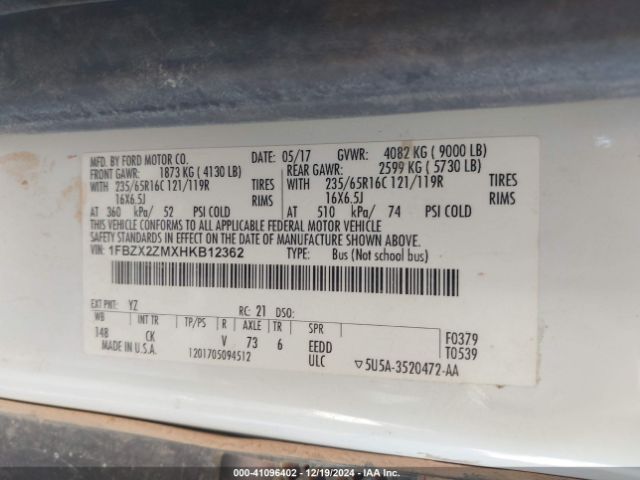 MFD. BY FORD MOTOR CO. DATE: 05/17 GVWR: 4082 KG ( 9000 LB)
FRONT GAWR: 1873 KG ( 4130 LB) REAR GAWR: 2599 KG ( 5730 LB)
WITH 235/65R16C 121/119R TIRES WITH 235/65R16C 121/119R TIRES
16X6.5J RIMS 16X6.5J RIMS
AT 360 kPa/ 52 PSI COLD AT 510 kPa/ 74 PSI COLD
THIS VEHICLE CONFORMS TO ALL APPLICABLE FEDERAL MOTOR VEHICLE
SAFETY STANDARDS IN EFFECT ON THE DATE OF MANUFACTURE SHOWN ABOVE.
VIN: 1FBZX2ZMXHKB12362 TYPE: Bus (Not school bus)
EXT PNT: YZ RC: 21 DSO:
WB INT TR TP/PS R AXLE TR SPR
148 CK V 73 6 EEDD
F0379
MADE IN U.S.A. 1201705094512 ULC ▽5U5A-3520472-AA
T0539
000-41096402 - 12/19/2024 - IAA Inc.